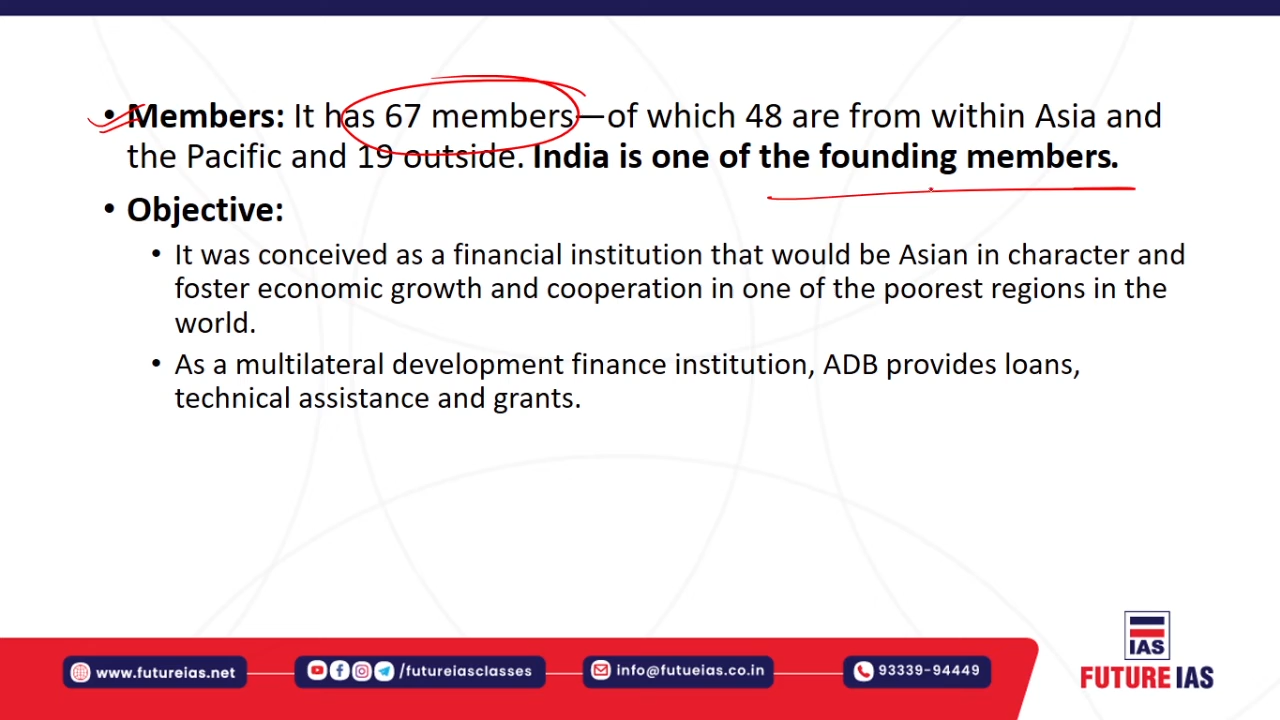 • Members: It has 67 members—of which 48 are from within Asia and
the Pacific and 19 outside. India is one of the founding members.
• Objective:
• It was conceived as a financial institution that would be Asian in character and
foster economic growth and cooperation in one of the poorest regions in the
world.
• As a multilateral development finance institution, ADB provides loans,
technical assistance and grants.
IAS
FUTURE IAS
www.futureias.net
/futureiasclasses
info@futueias.co.in
93339-94449